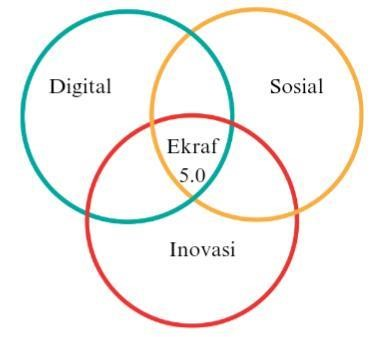 Digital
Sosial
Ekraf
5.0
Inovasi